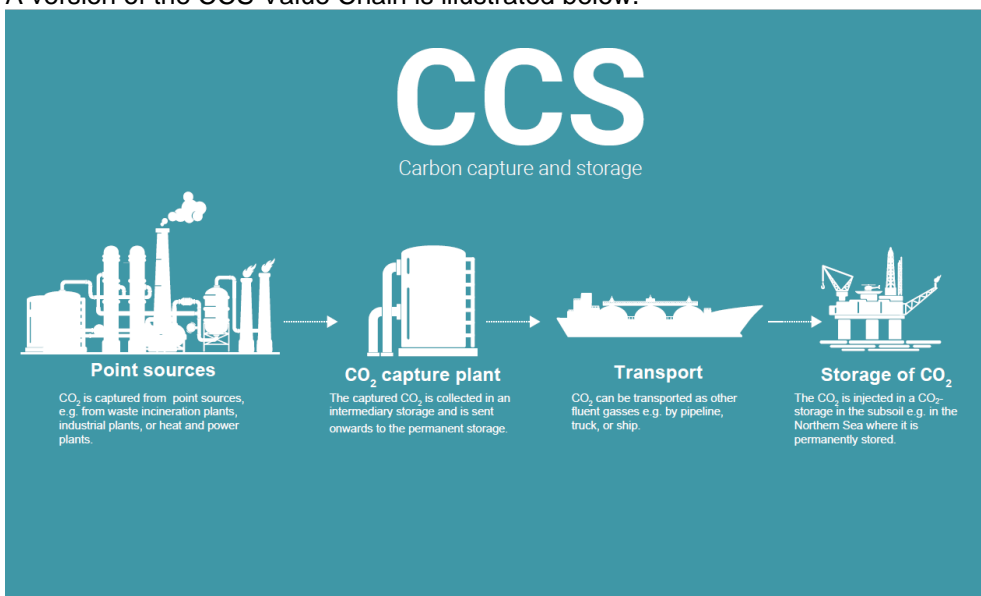 A version of the CCS Value Chain is illustrated below:
CCS
Carbon capture and storage
Point sources
CO₂ is captured from point sources,
e.g. from waste incineration plants,
industrial plants, or heat and power
plants.
CO₂ capture plant
The captured CO₂ is collected in an
intermediary storage and is sent
onwards to the permanent storage.
Transport
CO₂ can be transported as other
fluent gasses e.g. by pipeline,
truck, or ship.
Storage of CO₂
The CO₂ is injected in a CO₂-
storage in the subsoil e.g. in the
Northern Sea where it is
permanently stored.